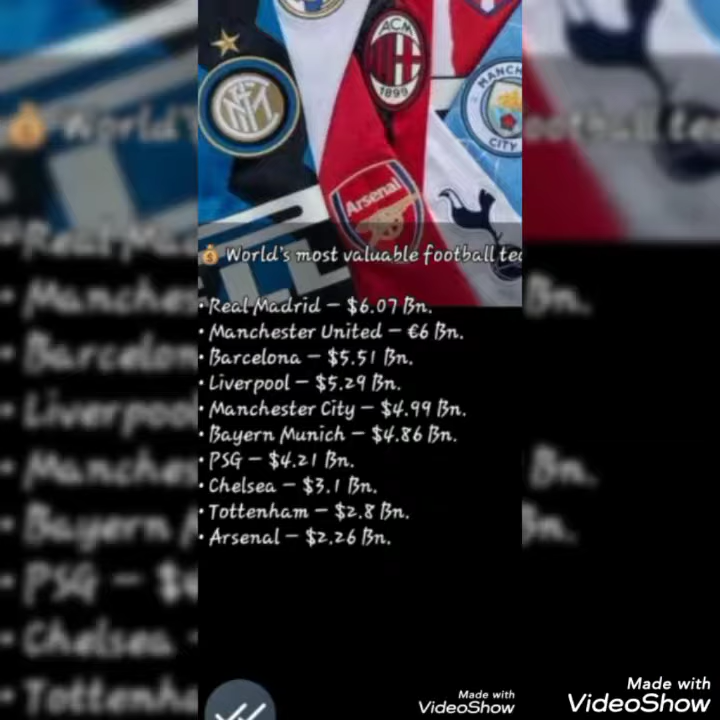 ACM
1899
MANCH
CITY
Arsenal
💰 World's most valuable football tea
• Real Madrid – $6.07 Bn.
• Manchester United – €6 Bn.
• Barcelona – $5.51 Bn.
• Liverpool – $5.29 Bn.
• Manchester City – $4.99 Bn.
• Bayern Munich – $4.86 Bn.
• PSG – $4.21 Bn.
• Chelsea – $3.1 Bn.
• Tottenham – $2.8 Bn.
• Arsenal – $2.26 Bn.
Made with
VideoShow
Made with
VideoShow